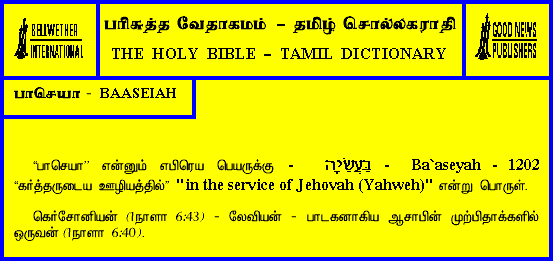 BELLWETHER
INTERNATIONAL
பரிசுத்த வேதாகமம் – தமிழ் சொல்லகராதி
THE HOLY BIBLE – TAMIL DICTIONARY
GOOD NEWS
PUBLISHERS
பாசெயா - BAASEIAH
“பாசெயா” என்னும் எபிரெய பெயருக்கு - בַּעֲשֵׂיָה - Ba`aseyah - 1202
“கர்த்தருடைய ஊழியத்தில்” "in the service of Jehovah (Yahweh)" என்று பொருள்.
கெர்சோனியன் (1நாளா 6:43) - லேவியன் - பாடகனாகிய ஆசாபின் முற்பிதாக்களில்
ஒருவன் (1நாளா 6:40).